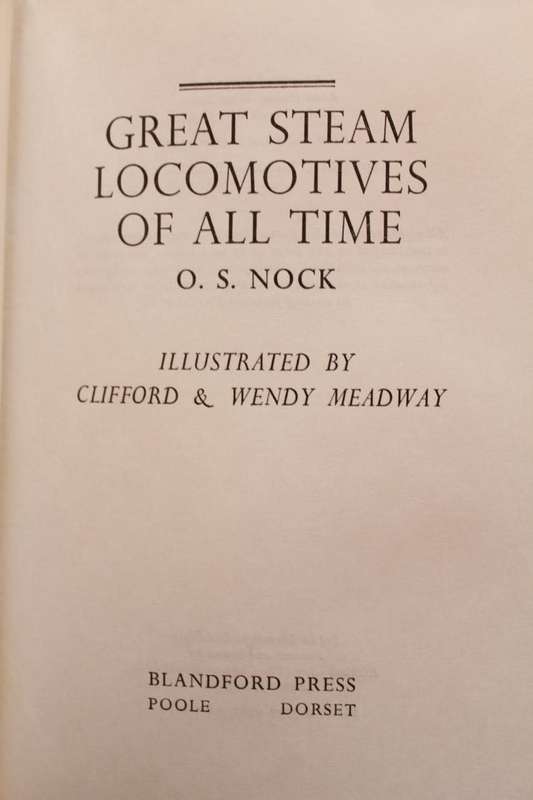 GREAT STEAM
LOCOMOTIVES
OF ALL TIME
O. S. NOCK
ILLUSTRATED BY
CLIFFORD & WENDY MEADWAY
BLANDFORD PRESS
POOLE DORSET